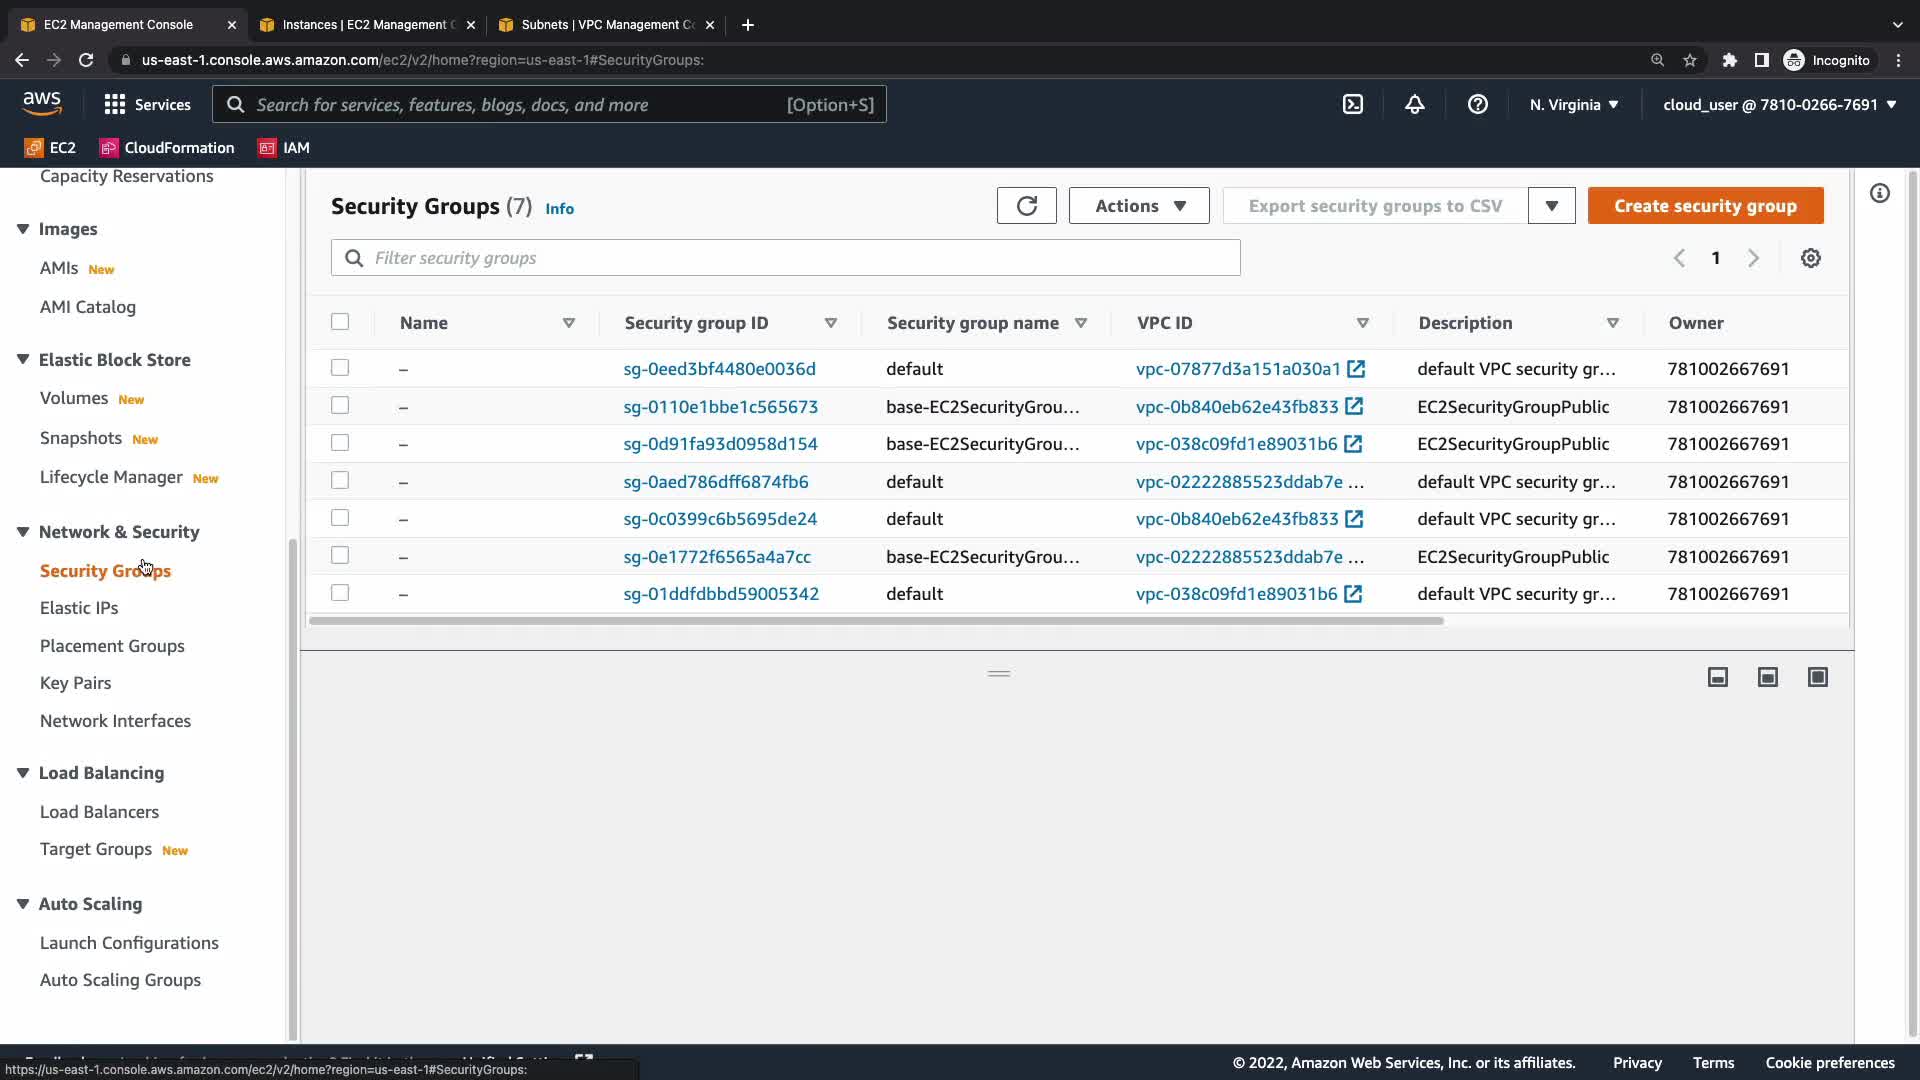 EC2 Management Console
Instances | EC2 Management C
Subnets | VPC Management Co
us-east-1.console.aws.amazon.com/ec2/v2/home?region=us-east-1#SecurityGroups:
Incognito
aws
Services
Search for services, features, blogs, docs, and more
[Option+S]
N. Virginia
cloud_user @ 7810-0266-7691
EC2
CloudFormation
IAM
Capacity Reservations
Images
AMIs New
AMI Catalog
Elastic Block Store
Volumes New
Snapshots New
Lifecycle Manager New
Network & Security
Security Groups
Elastic IPs
Placement Groups
Key Pairs
Network Interfaces
Load Balancing
Load Balancers
Target Groups New
Auto Scaling
Launch Configurations
Auto Scaling Groups
Security Groups (7) Info
Actions
Export security groups to CSV
Create security group
Filter security groups
1
Name Security group ID Security group name VPC ID Description Owner
– sg-0eed3bf4480e0036d default vpc-07877d3a151a030a1 default VPC security gr... 781002667691
– sg-0110e1bbe1c565673 base-EC2SecurityGrou... vpc-0b840eb62e43fb833 EC2SecurityGroupPublic 781002667691
– sg-0d91fa93d0958d154 base-EC2SecurityGrou... vpc-038c09fd1e89031b6 EC2SecurityGroupPublic 781002667691
– sg-0aed786dff6874fb6 default vpc-02222885523ddab7e ... default VPC security gr... 781002667691
– sg-0c0399c6b5695de24 default vpc-0b840eb62e43fb833 default VPC security gr... 781002667691
– sg-0e1772f6565a4a7cc base-EC2SecurityGrou... vpc-02222885523ddab7e ... EC2SecurityGroupPublic 781002667691
– sg-01ddfdbbd59005342 default vpc-038c09fd1e89031b6 default VPC security gr... 781002667691
https://us-east-1.console.aws.amazon.com/ec2/v2/home?region=us-east-1#SecurityGroups:
© 2022, Amazon Web Services, Inc. or its affiliates.
Privacy
Terms
Cookie preferences